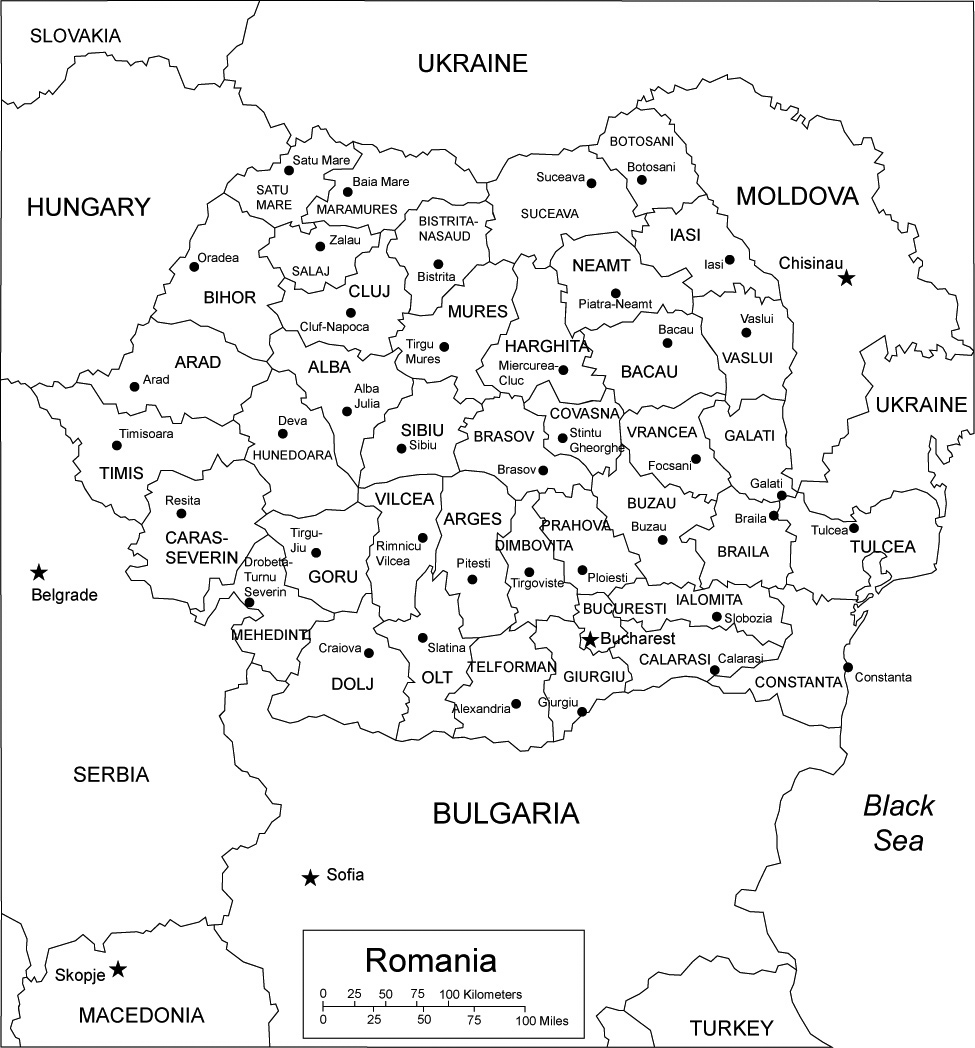 SLOVAKIA
UKRAINE
HUNGARY
MOLDOVA
Chisinau
UKRAINE
BOTOSANI
Botosani
Satu Mare
SATU
MARE
Baia Mare
MARAMURES
Suceava
SUCEAVA
BISTRITA-
NASAUD
Bistrita
IASI
Iasi
Zalau
SALAJ
Oradea
BIHOR
NEAMT
Piatra-Neamt
CLUJ
Cluf-Napoca
MURES
Tirgu
Mures
Vaslui
VASLUI
Bacau
BACAU
HARGHITA
Miercurea-
Cluc
ARAD
Arad
ALBA
Alba
Julia
Deva
HUNEDOARA
SIBIU
Sibiu
BRASOV
Brasov
COVASNA
Stintu
Gheorghe
VRANCEA
Focsani
GALATI
Galati
Timisoara
TIMIS
Resita
CARAS-
SEVERIN
VILCEA
Rimnicu
Vilcea
ARGES
Pitesti
PRAHOVA
Ploiesti
DIMBOVITA
Tirgoviste
BUZAU
Buzau
Braila
BRAILA
Tulcea
TULCEA
Tirgu-
Jiu
GORU
Drobeta-
Turnu
Severin
Belgrade
MEHEDINTI
Craiova
DOLJ
Slatina
OLT
TELFORMAN
Alexandria
BUCURESTI
Bucharest
GIURGIU
Giurgiu
IALOMITA
Slobozia
CALARASI
Calarasi
CONSTANTA
Constanta
SERBIA
BULGARIA
Black
Sea
Sofia
Skopje
MACEDONIA
TURKEY
Romania
0 25 50 75 100 Kilometers
0 25 50 75 100 Miles